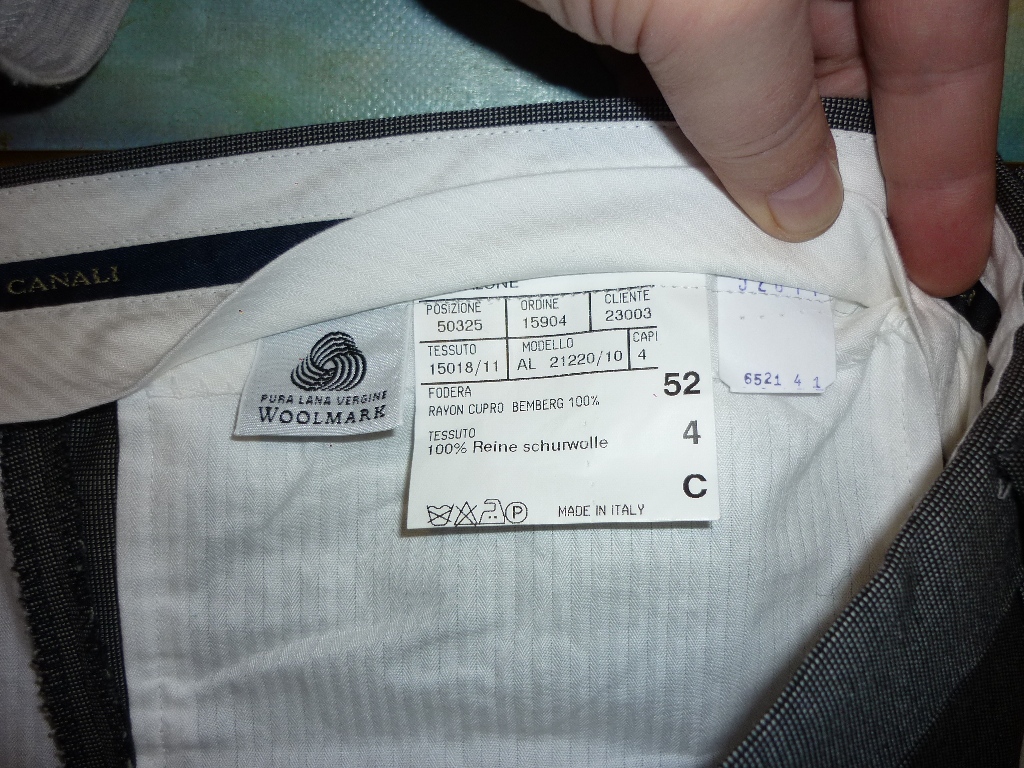 CANALI
PURA LANA VERGINE
WOOLMARK
POSIZIONE ORDINE CLIENTE
50325 15904 23003
TESSUTO MODELLO CAPI
15018/11 AL 21220/10 4
FODERA
RAYON CUPRO BEMBERG 100%
52
TESSUTO
100% Reine schurwolle
4
C
P
MADE IN ITALY
6521 4 1